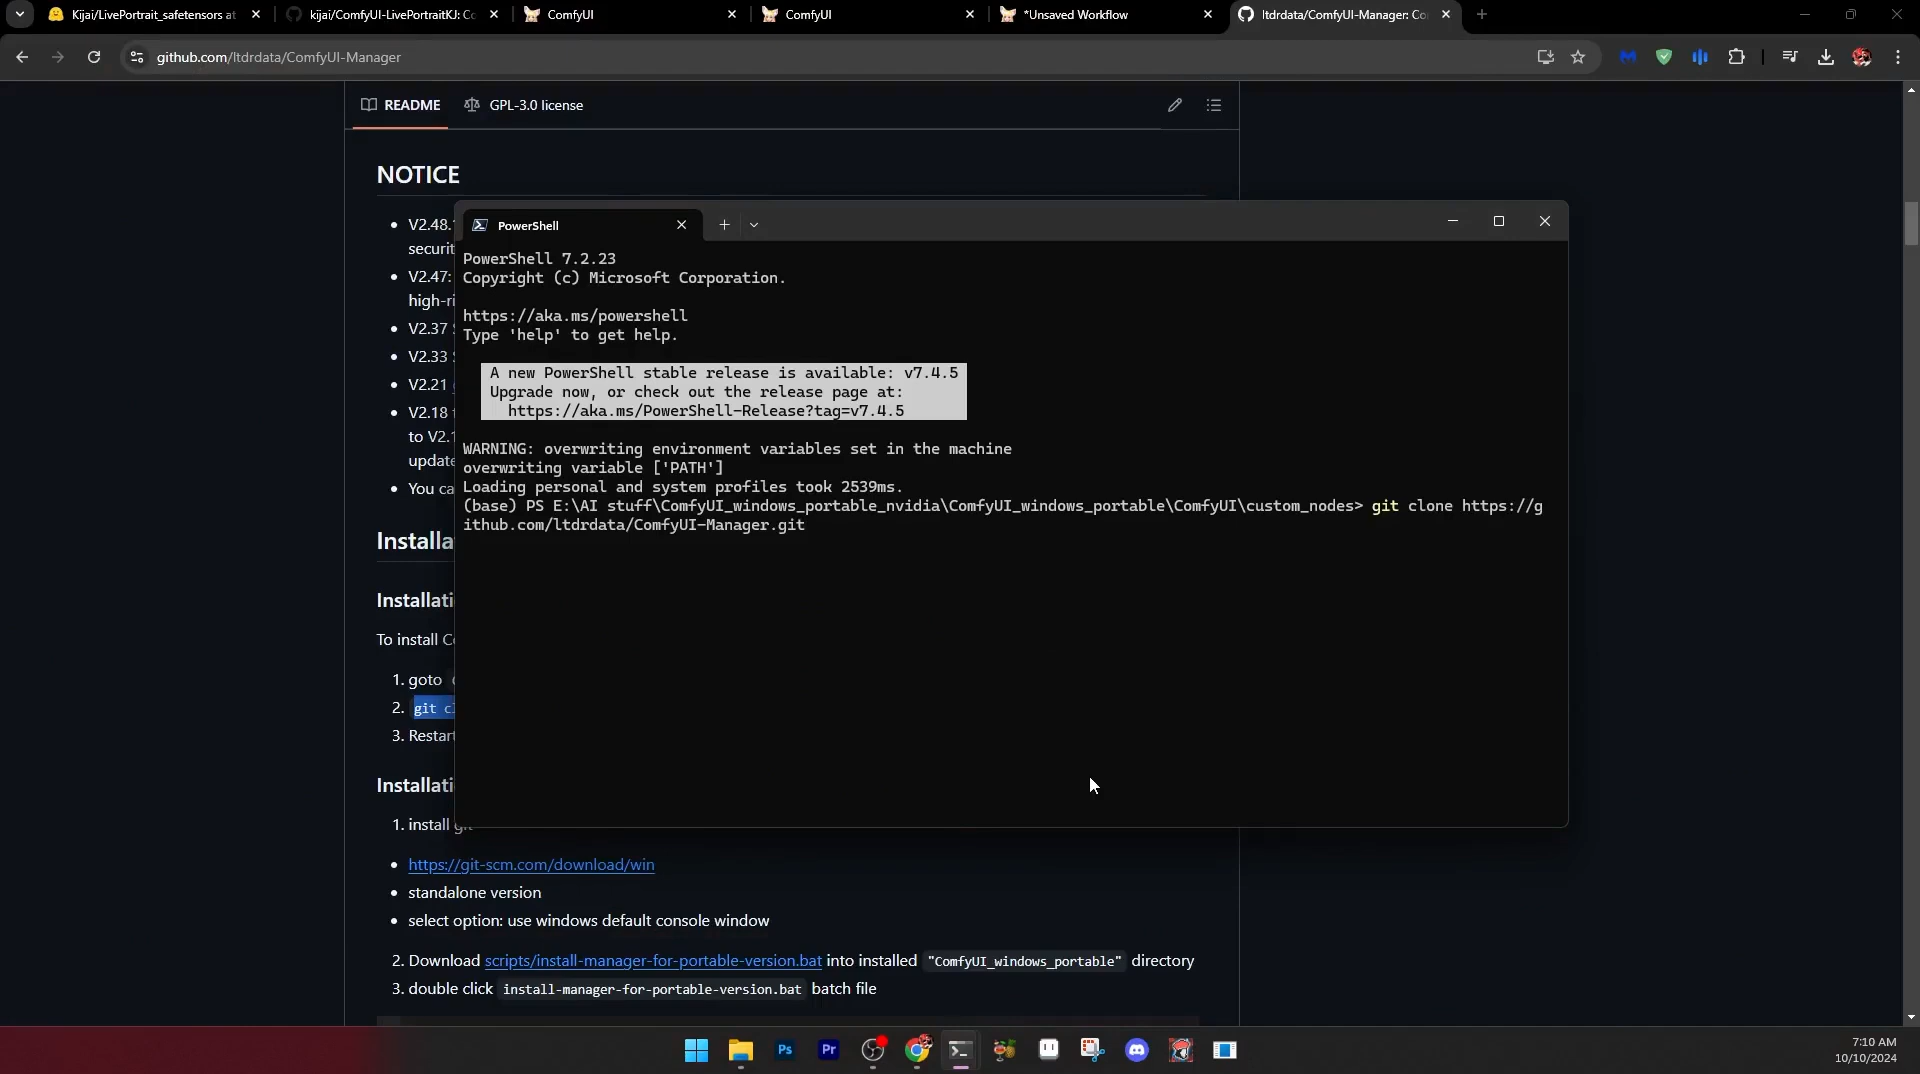 Kijai/LivePortrait_safetensors at
kijai/ComfyUI-LivePortraitKJ: Co
ComfyUI
ComfyUI
*Unsaved Workflow
ltdrdata/ComfyUI-Manager: Co
github.com/ltdrdata/ComfyUI-Manager
README
GPL-3.0 license
NOTICE
V2.48.
securit
V2.47:
high-ri
V2.37
V2.33
V2.21
V2.18
to V2.1
update
You ca
PowerShell
PowerShell 7.2.23
Copyright (c) Microsoft Corporation.
https://aka.ms/powershell
Type 'help' to get help.
A new PowerShell stable release is available: v7.4.5
Upgrade now, or check out the release page at:
https://aka.ms/PowerShell-Release?tag=v7.4.5
WARNING: overwriting environment variables set in the machine
overwriting variable ['PATH']
Loading personal and system profiles took 2539ms.
(base) PS E:\AI stuff\ComfyUI_windows_portable_nvidia\ComfyUI_windows_portable\ComfyUI\custom_nodes> git clone https://g
ithub.com/ltdrdata/ComfyUI-Manager.git
Installa
Installati
To install C
1. goto
2. git cl
3. Restart
Installati
1. install git
https://git-scm.com/download/win
standalone version
select option: use windows default console window
2. Download scripts/install-manager-for-portable-version.bat into installed "ComfyUI_windows_portable" directory
3. double click install-manager-for-portable-version.bat batch file
Ps
Pr
7:10 AM
10/10/2024